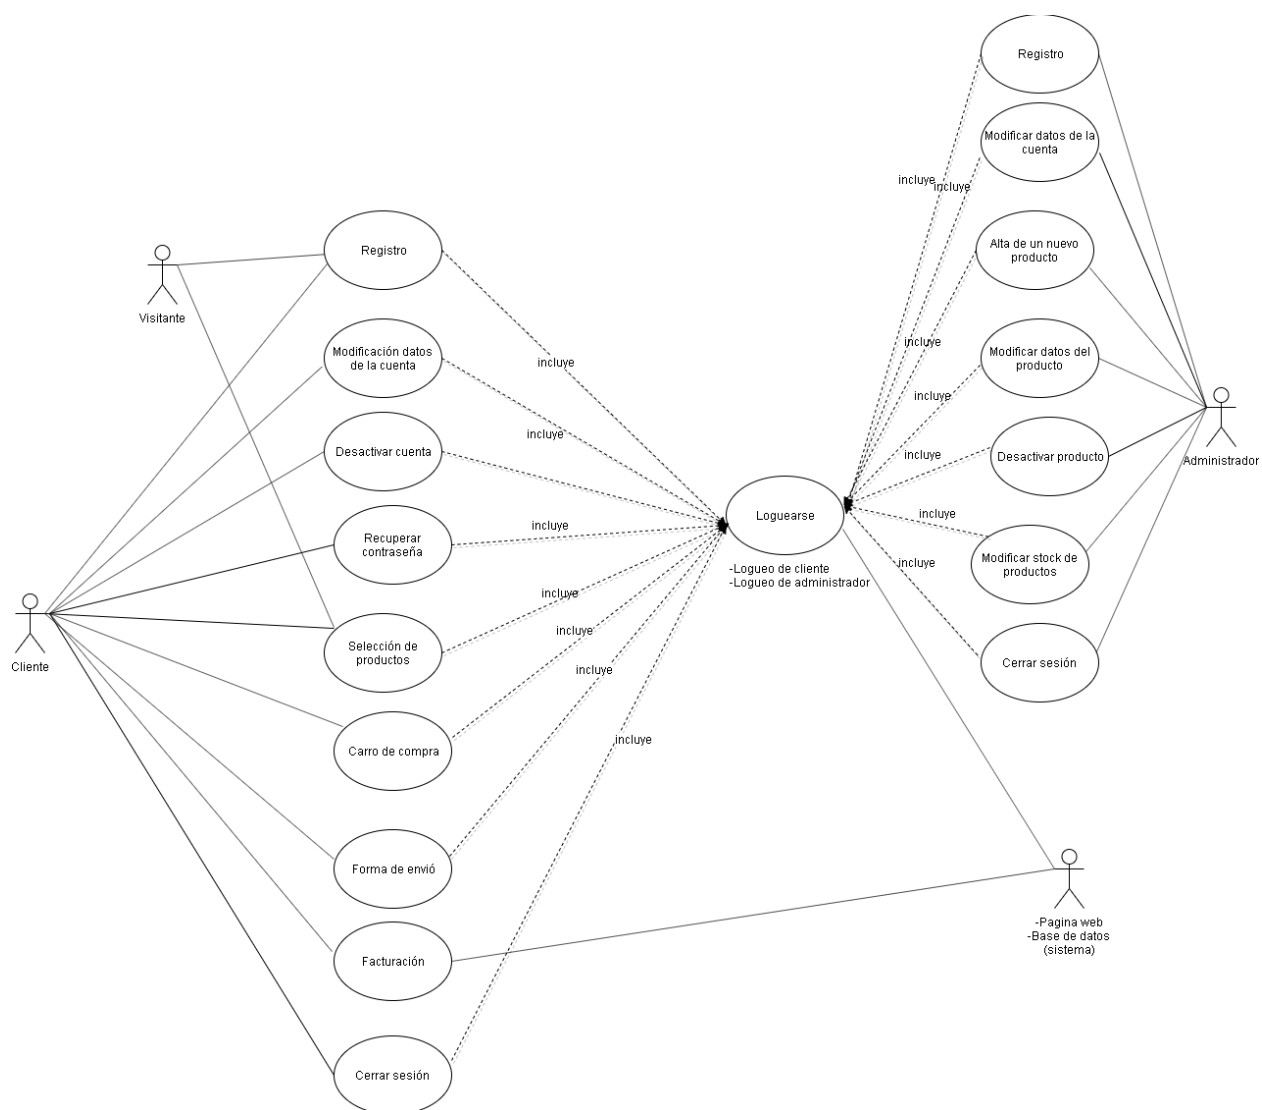 Registro
Modificar datos de la
cuenta
incluye
incluye
Registro
Alta de un nuevo
producto
Visitante
Modificación datos
de la cuenta
incluye
incluye
Modificar datos del
producto
incluye
Administrador
Desactivar cuenta
incluye
incluye
Desactivar producto
Loguearse
Recuperar
contraseña
incluye
incluye
Modificar stock de
productos
-Logueo de cliente
-Logueo de administrador
incluye
incluye
Cliente
Selección de
productos
incluye
incluye
Cerrar sesión
Carro de compra
incluye
Forma de envió
-Pagina web
-Base de datos
(sistema)
Facturación
Cerrar sesión